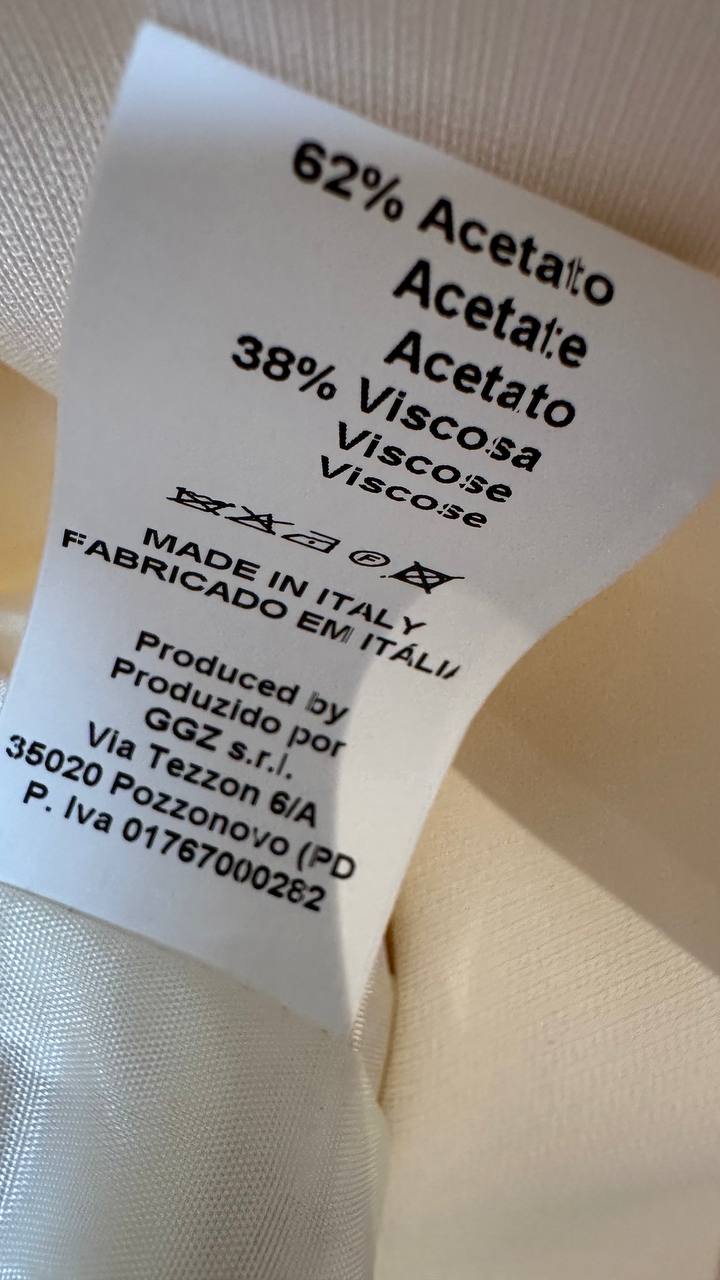 62% Acetato
Acetate
Acetato
38% Viscosa
Viscose
Viscose
P
MADE IN ITALY
FABRICADO EM ITÁLIA
Produced by
Produzido por
GGZ s.r.l.
Via Tezzon 6/A
35020 Pozzonovo (PD
P. Iva 01767000282